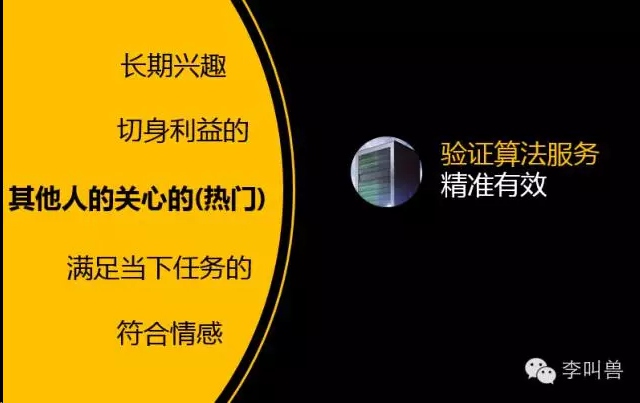 长期兴趣
切身利益的
其他人的关心的(热门)
满足当下任务的
符合情感
验证算法服务
精准有效
李叫兽